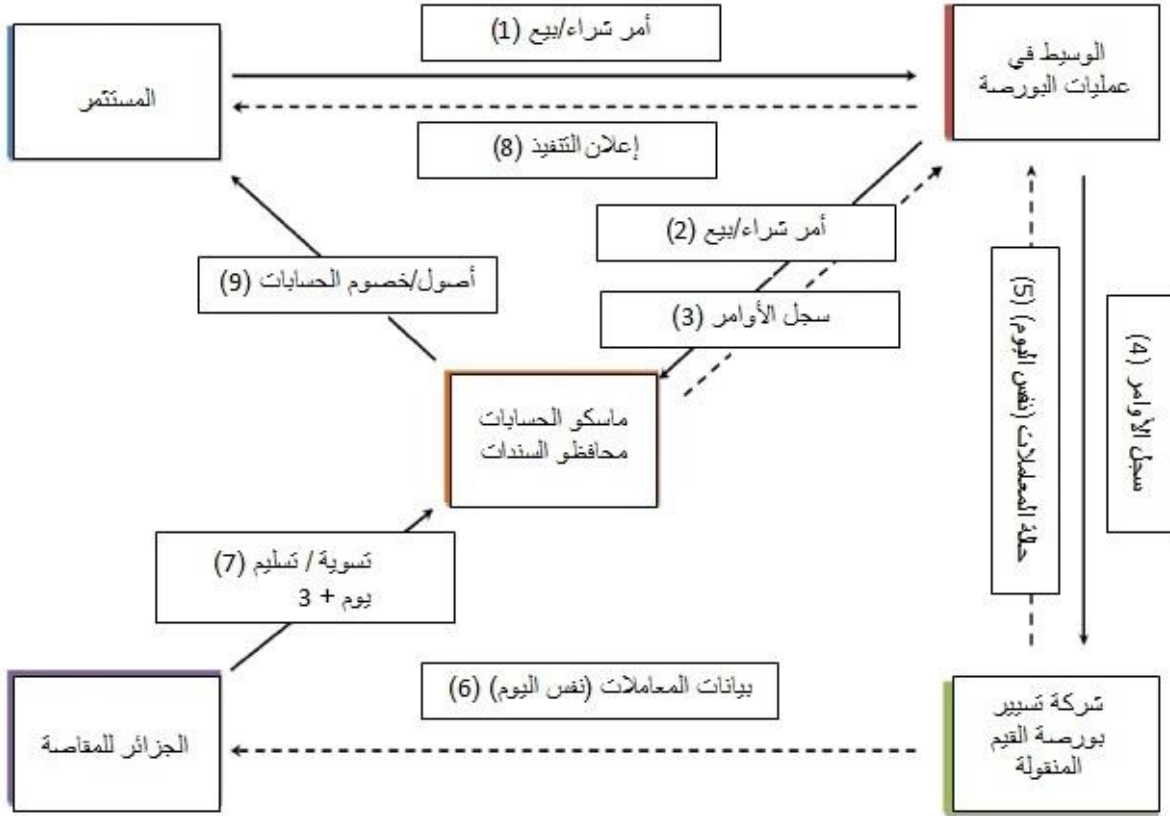 أمر شراء/بيع (1)
الوسيط في
عمليات البورصة
المستثمر
إعلان التنفيذ (8)
أمر شراء/بيع (2)
أصول/خصوم الحسابات (9)
سجل الأوامر (3)
حالة المعاملات (نفس اليوم) (5)
سجل الأوامر (4)
ماسكو الحسابات
محافظو السندات
تسوية / تسليم (7)
يوم + 3
بيانات المعاملات (نفس اليوم) (6)
شركة تسيير
بورصة القيم
المنقولة
الجزائر للمقاصة